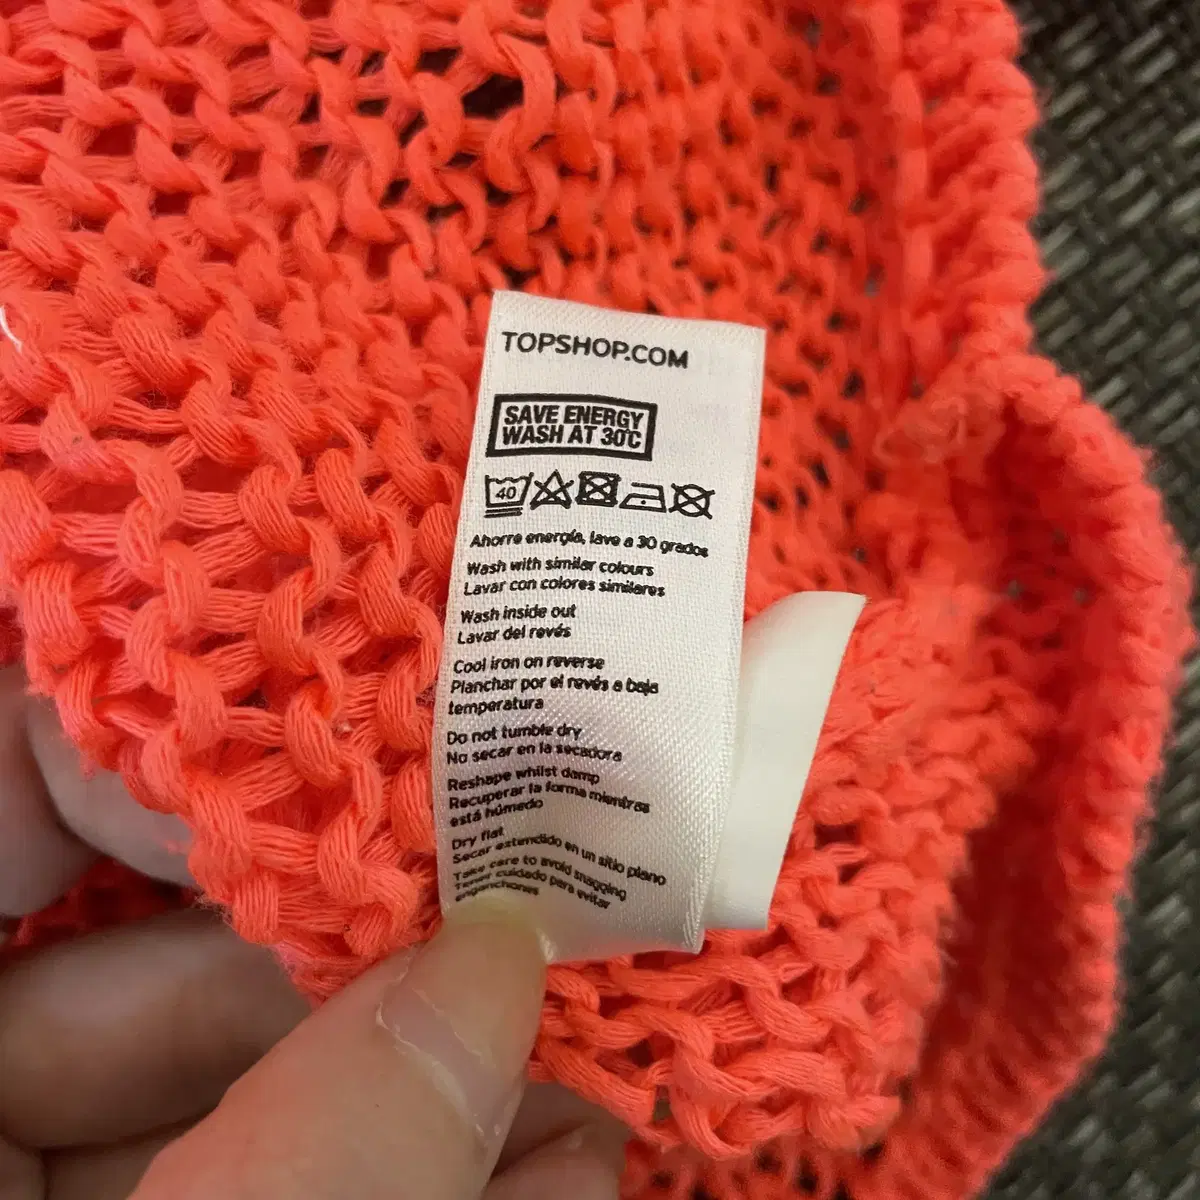 TOPSHOP.COM
SAVE ENERGY
WASH AT 30°C
40
Ahorre energía, lave a 30 grados
Wash with similar colours
Lavar con colores similares
Wash inside out
Lavar del revés
Cool iron on reverse
Planchar por el revés a baja
temperatura
Do not tumble dry
No secar en la secadora
Reshape whilst damp
Recuperar la forma mientras
está húmedo
Dry flat
Secar extendido en un sitio plano
Take care to avoid snagging
Tener cuidado para evitar
enganchones